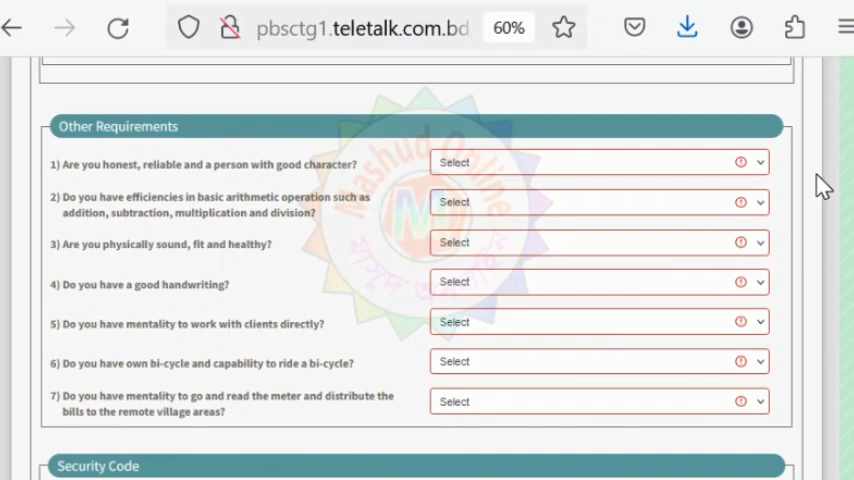 pbsctg1.teletalk.com.bd
60%
Other Requirements
1) Are you honest, reliable and a person with good character?
Select
2) Do you have efficiencies in basic arithmetic operation such as
addition, subtraction, multiplication and division?
Select
3) Are you physically sound, fit and healthy?
Select
4) Do you have a good handwriting?
Select
5) Do you have mentality to work with clients directly?
Select
6) Do you have own bi-cycle and capability to ride a bi-cycle?
Select
7) Do you have mentality to go and read the meter and distribute the
bills to the remote village areas?
Select
Mashud Online
M
Security Code